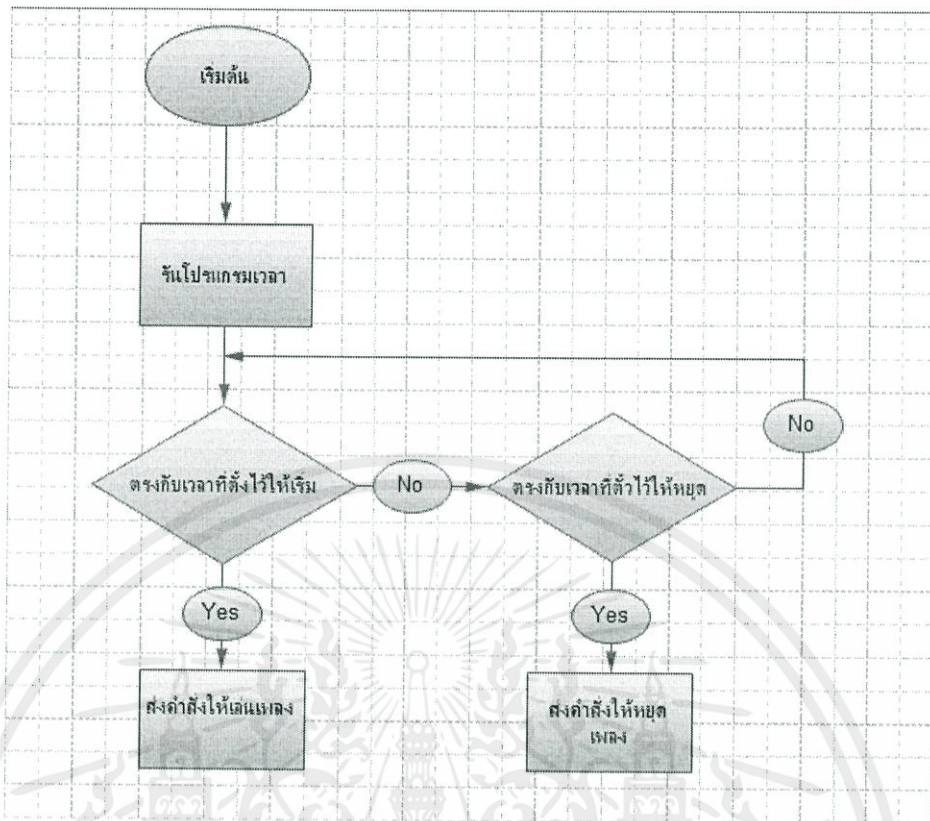 เริ่มต้น
รันโปรแกรมเวลา
No
ตรงกับเวลาที่ตั้งไว้ให้เริ่ม
No
ตรงกับเวลาที่ตั้วไว้ให้หยุด
Yes
Yes
ส่งคำสั่งให้เล่นเพลง
ส่งคำสั่งให้หยุด
เพลง